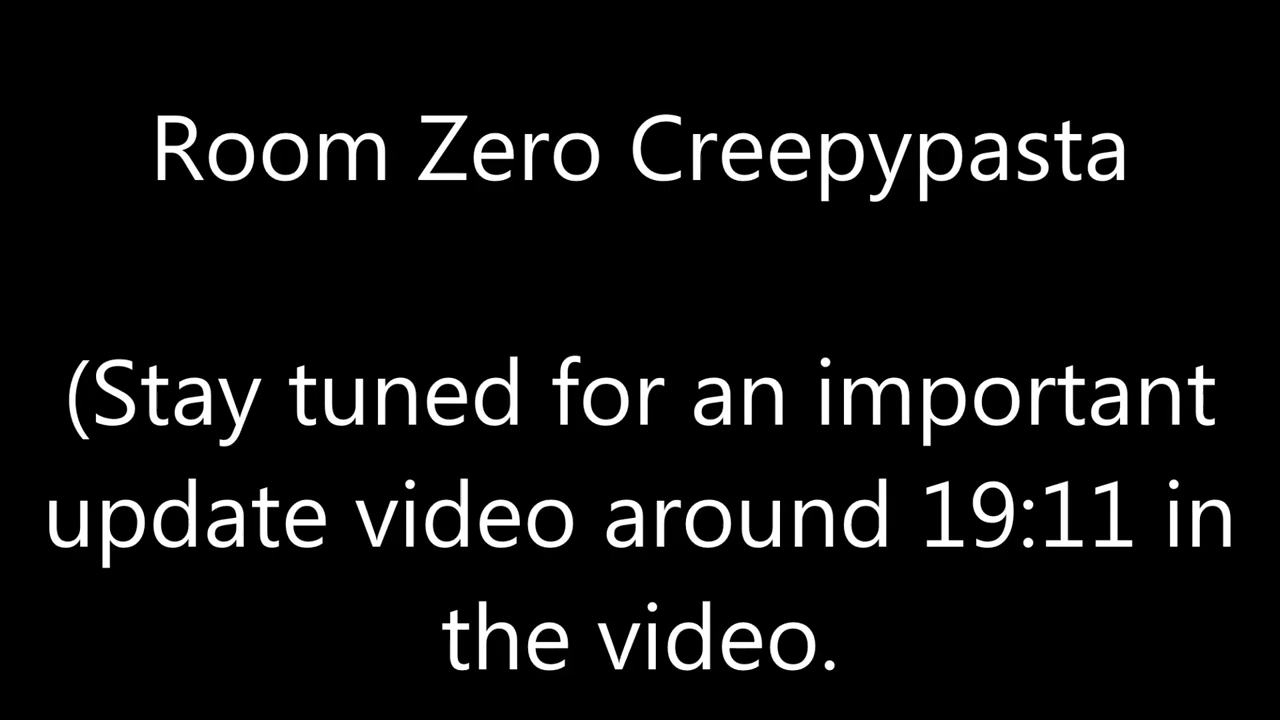 Room Zero Creepypasta
(Stay tuned for an important
update video around 19:11 in
the video.